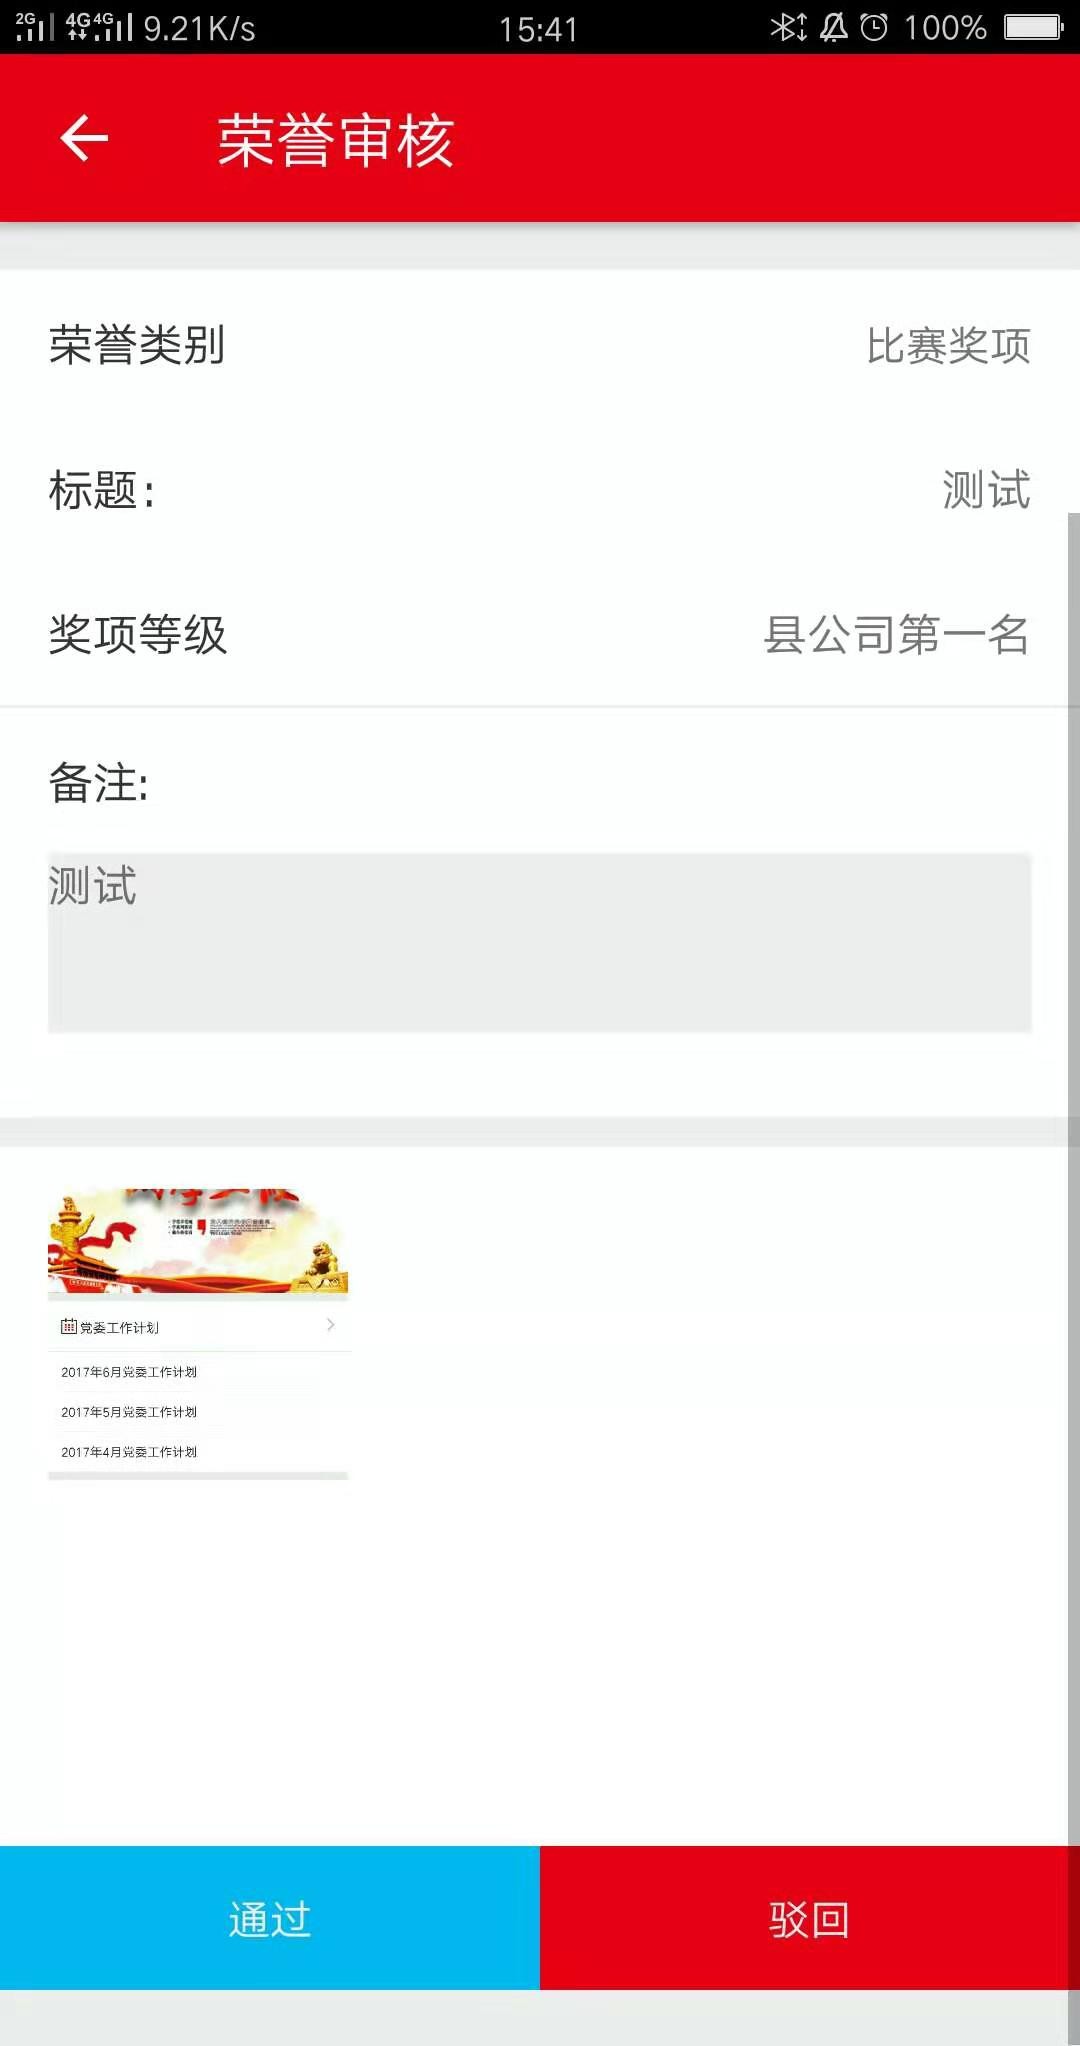 2G 4G 4G 9.21K/s 15:41 100%
荣誉审核
荣誉类别 比赛奖项
标题: 测试
奖项等级 县公司第一名
备注:
测试
党委工作计划
2017年6月党委工作计划
2017年5月党委工作计划
2017年4月党委工作计划
通过 驳回